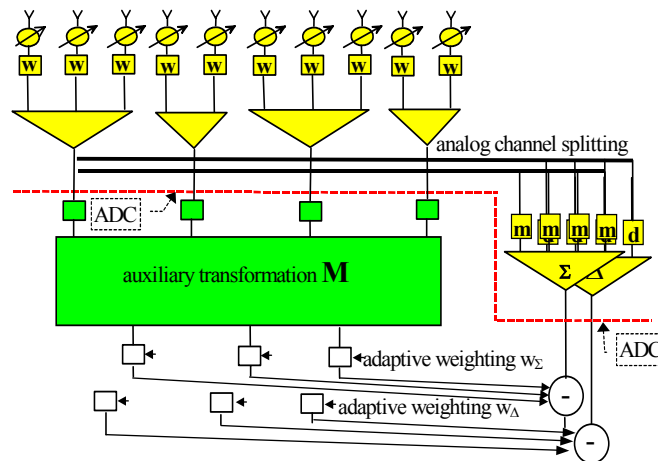 w w w w w w w w w w
analog channel splitting
ADC
m m m m d
Σ Δ
auxiliary transformation M
ADC
adaptive weighting wΣ
adaptive weighting wΔ
-
-